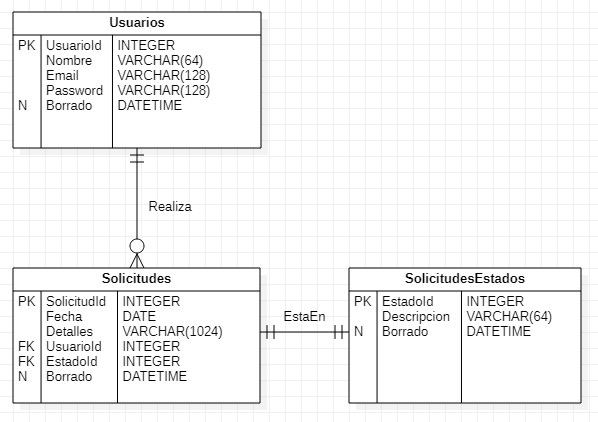 Usuarios
PK UsuarioId INTEGER
Nombre VARCHAR(64)
Email VARCHAR(128)
Password VARCHAR(128)
N Borrado DATETIME
Realiza
Solicitudes
PK SolicitudId INTEGER
Fecha DATE
Detalles VARCHAR(1024)
FK UsuarioId INTEGER
FK EstadoId INTEGER
N Borrado DATETIME
EstaEn
SolicitudesEstados
PK EstadoId INTEGER
Descripcion VARCHAR(64)
N Borrado DATETIME